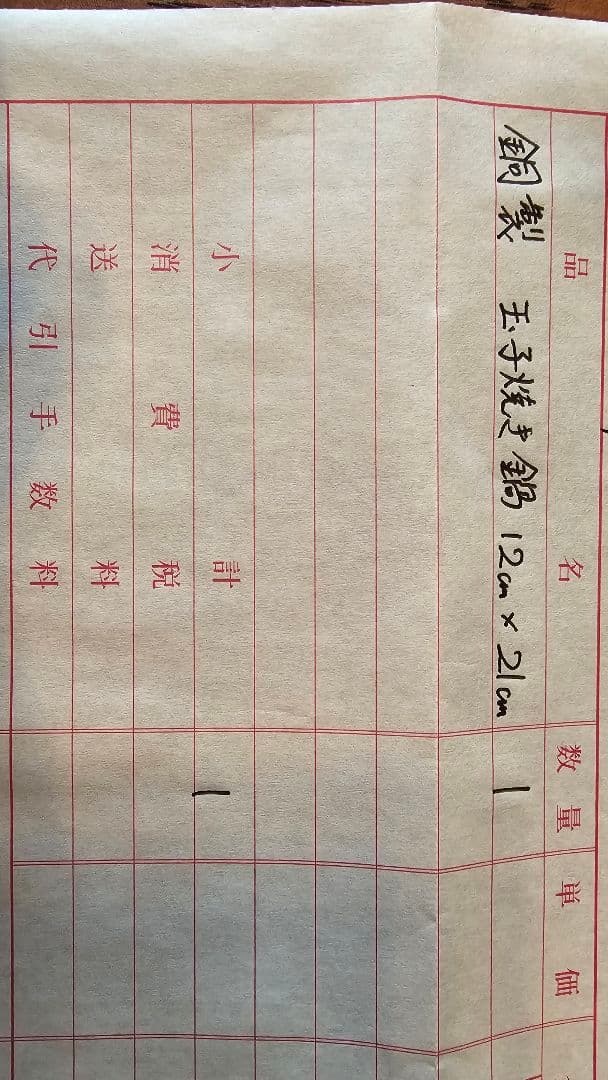 品名 数量 単価
銅製 玉子焼き鍋 12cm×21cm 1
小計 1
消費税
送料
代引手数料